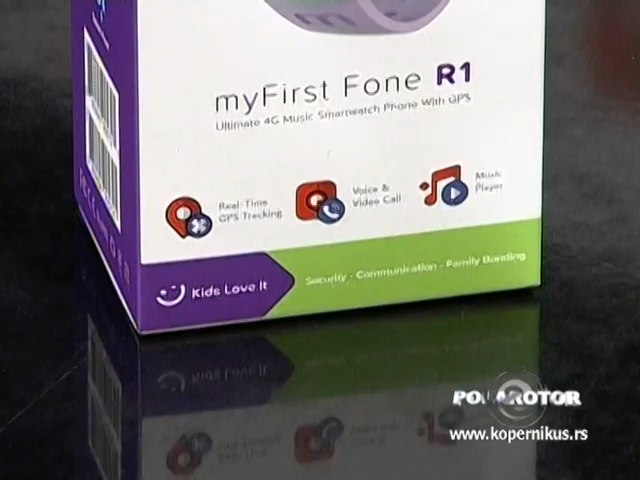 myFirst Fone R1
Ultimate 4G Music Smartwatch Phone With GPS
Real-Time
GPS Tracking
Voice &
Video Call
Music
Player
Kids Love It
Security - Communication - Family Bonding
POLAROTOR
www.kopernikus.rs